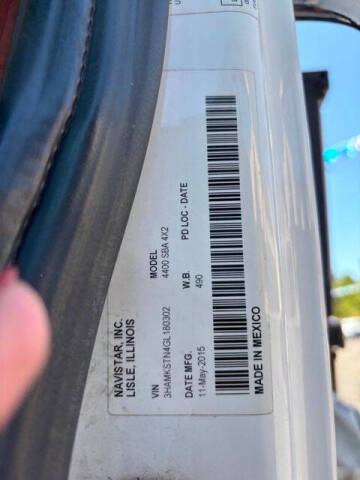 NAVISTAR, INC.
LISLE, ILLINOIS
VIN MODEL
3HAMKSTN4GL180302 4400 SBA 4X2
DATE MFG. W.B. PD LOC - DATE
11-May-2015 490
MADE IN MEXICO